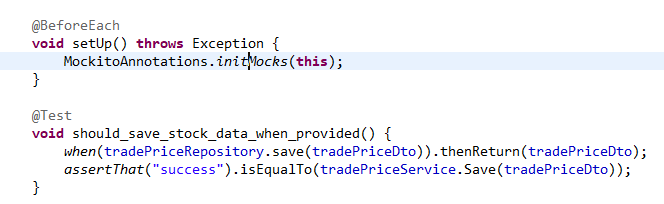 @BeforeEach
void setUp() throws Exception {
MockitoAnnotations.initMocks(this);
}
@Test
void should_save_stock_data_when_provided() {
when(tradePriceRepository.save(tradePriceDto)).thenReturn(tradePriceDto);
assertThat("success").isEqualTo(tradePriceService.Save(tradePriceDto));
}